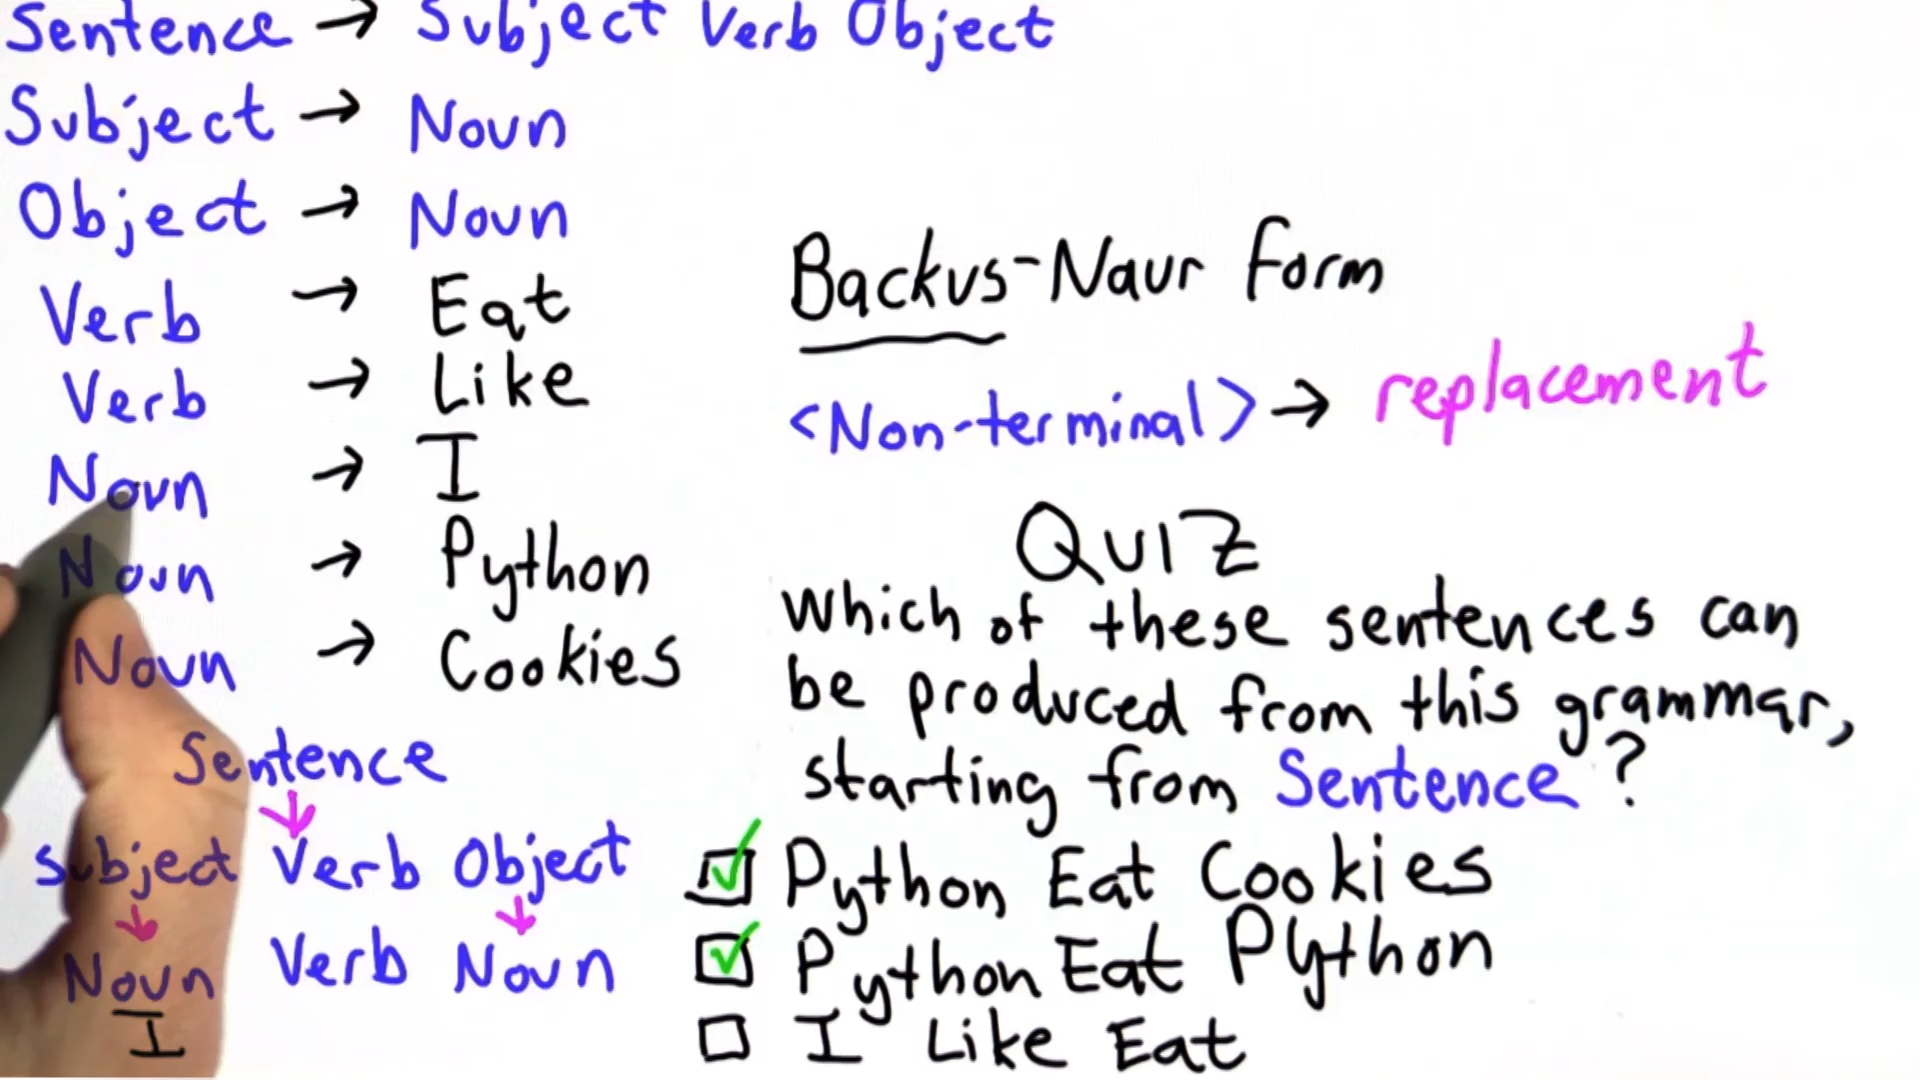 Sentence → Subject Verb Object
Subject → Noun
Object → Noun
Verb → Eat
Verb → Like
Noun → I
Noun → Python
Noun → Cookies
Sentence
↓
Subject Verb Object
↓ ↓
Noun Verb Noun
I
Backus-Naur Form
<Non-terminal> → replacement
QUIZ
Which of these sentences can
be produced from this grammar,
starting from Sentence?
☑ Python Eat Cookies
☑ Python Eat Python
☐ I Like Eat